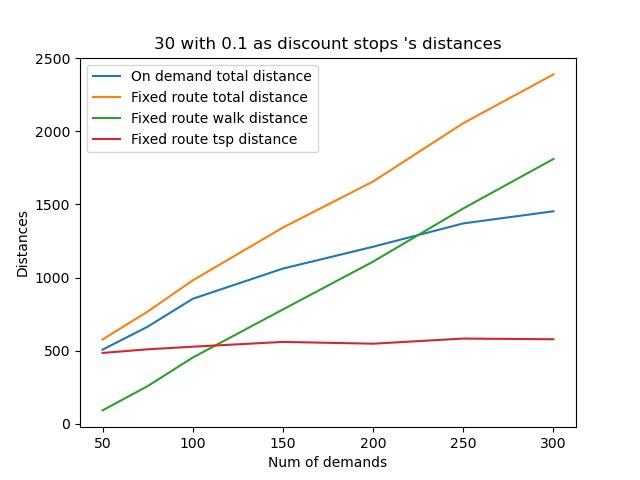 30 with 0.1 as discount stops 's distances
On demand total distance
Fixed route total distance
Fixed route walk distance
Fixed route tsp distance
Distances
2500
2000
1500
1000
500
0
50 100 150 200 250 300
Num of demands